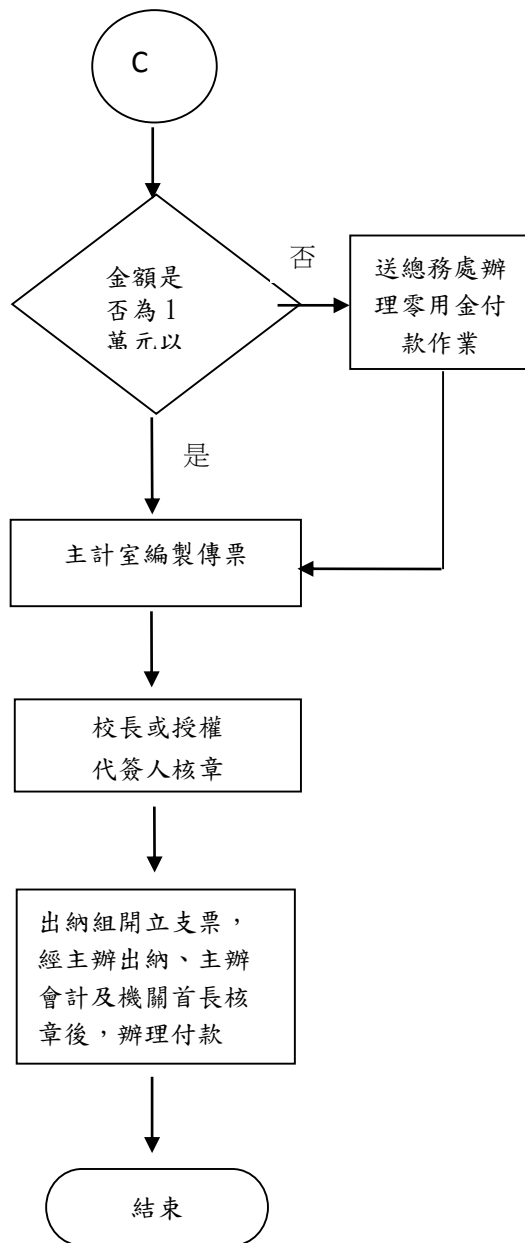 C
金額是
否為1
萬元以
否
送總務處辦
理零用金付
款作業
是
主計室編製傳票
校長或授權
代簽人核章
出納組開立支票，
經主辦出納、主辦
會計及機關首長核
章後，辦理付款
結束